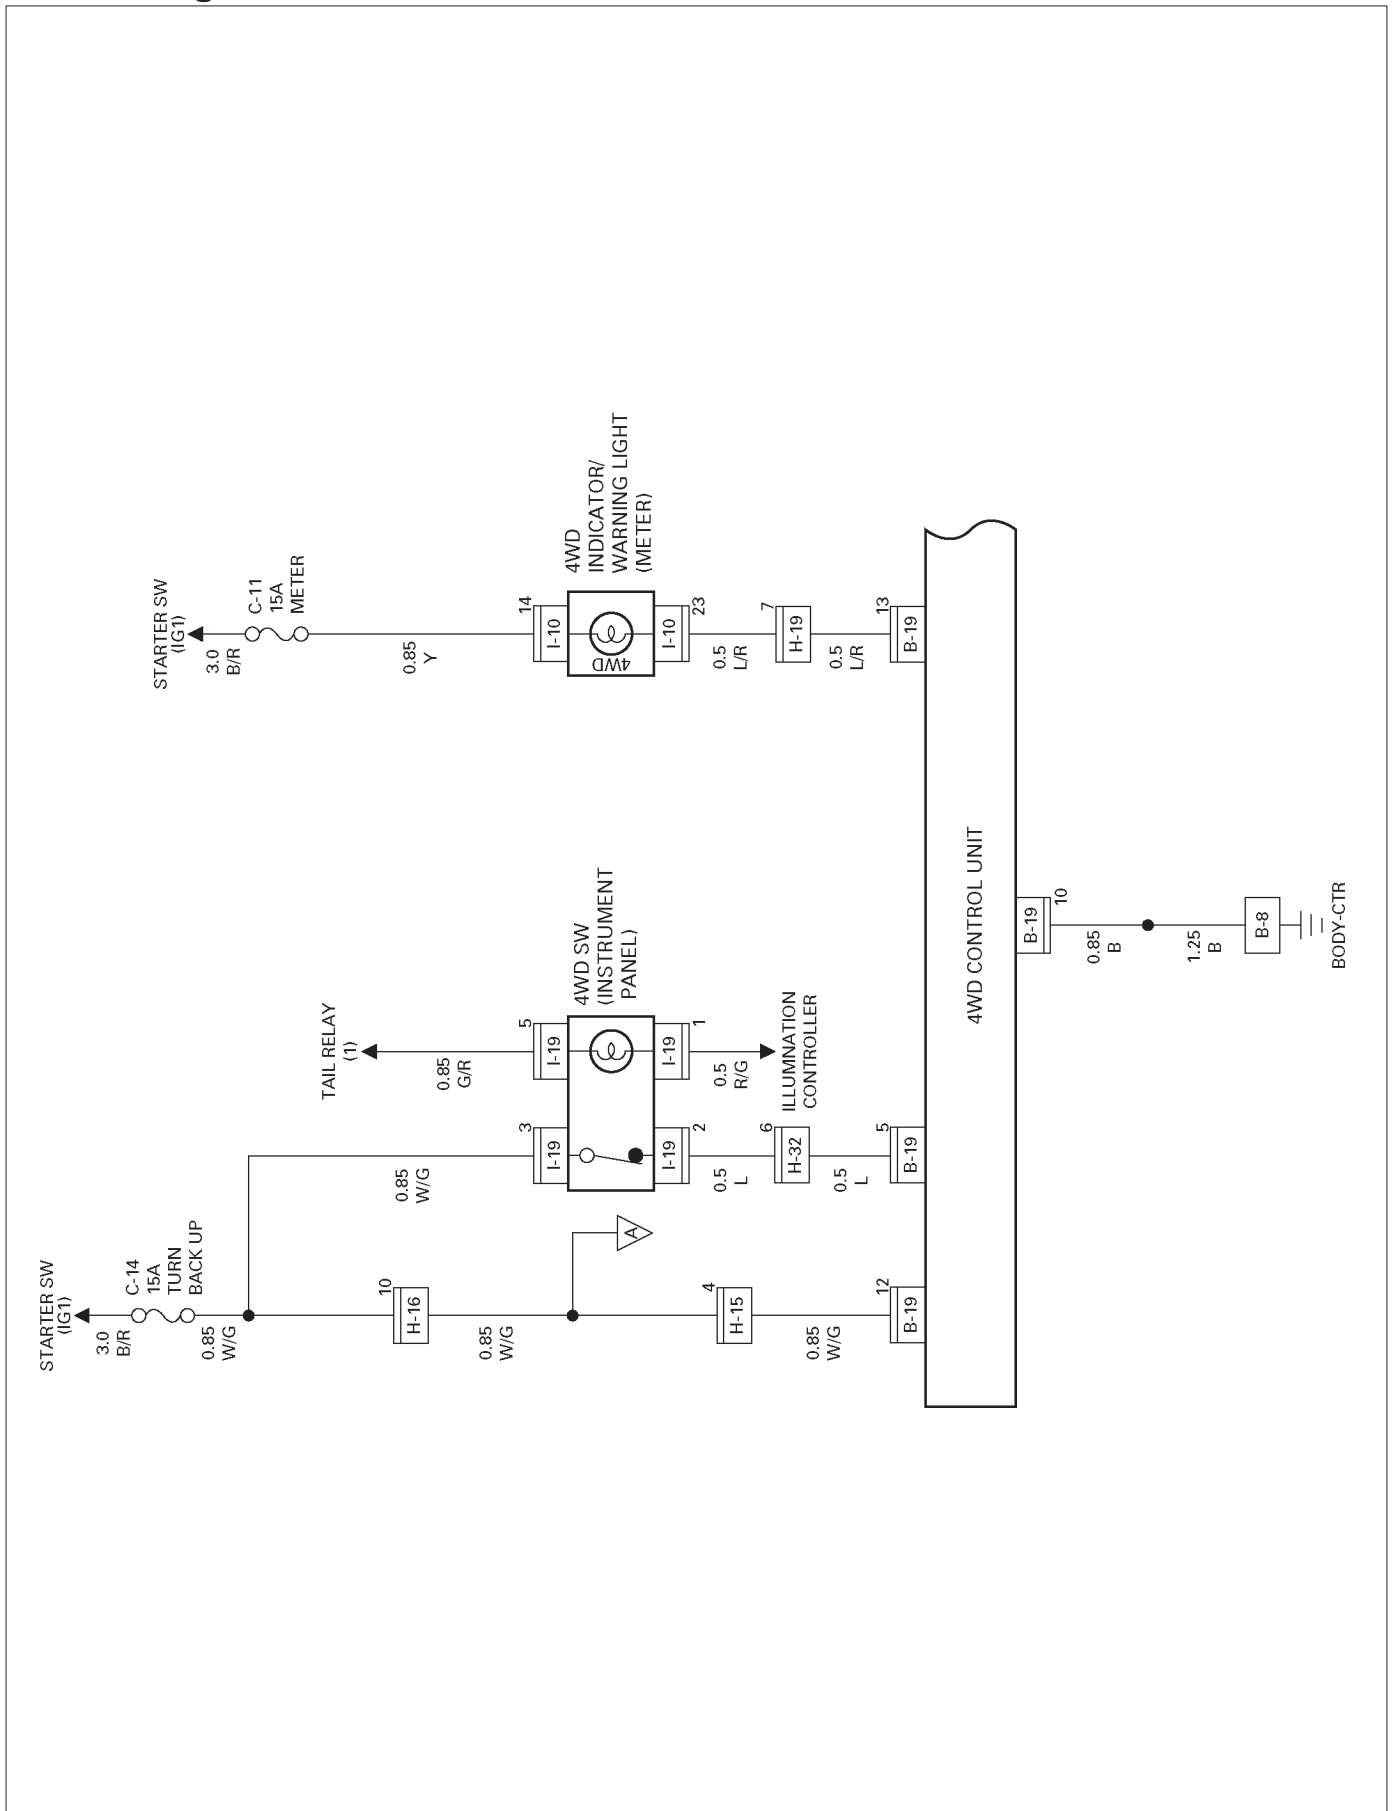 STARTER SW
(IG1)
3.0
B/R
C-14
15A
TURN
BACK UP
0.85
W/G
10
H-16
0.85
W/G
A
4
H-15
0.85
W/G
12
B-19
0.85
W/G
3
I-19
4WD SW
(INSTRUMENT
PANEL)
I-19
2
0.5
L
6
H-32
0.5
L
5
B-19
TAIL RELAY
(1)
0.85
G/R
5
I-19
I-19
1
0.5
R/G
ILLUMNATION
CONTROLLER
STARTER SW
(IG1)
3.0
B/R
C-11
15A
METER
0.85
Y
14
I-10
4WD
4WD
INDICATOR/
WARNING LIGHT
(METER)
I-10
23
0.5
L/R
7
H-19
0.5
L/R
13
B-19
4WD CONTROL UNIT
B-19
10
0.85
B
1.25
B
B-8
BODY-CTR